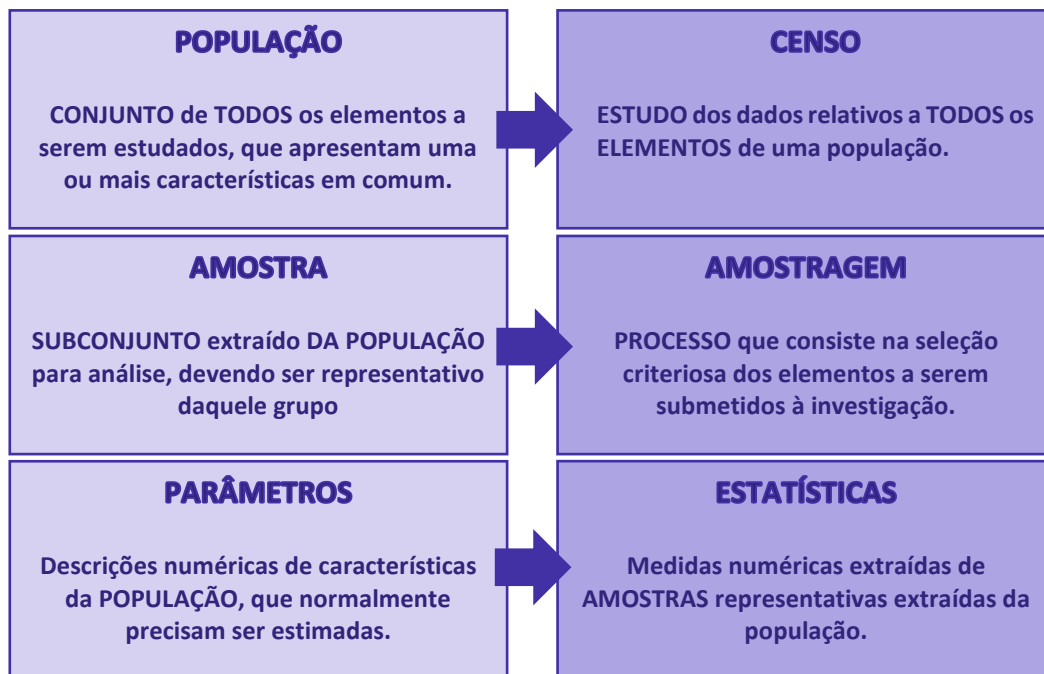 POPULAÇÃO
CONJUNTO de TODOS os elementos a
serem estudados, que apresentam uma
ou mais características em comum.
CENSO
ESTUDO dos dados relativos a TODOS os
ELEMENTOS de uma população.
AMOSTRA
SUBCONJUNTO extraído DA POPULAÇÃO
para análise, devendo ser representativo
daquele grupo
AMOSTRAGEM
PROCESSO que consiste na seleção
criteriosa dos elementos a serem
submetidos à investigação.
PARÂMETROS
Descrições numéricas de características
da POPULAÇÃO, que normalmente
precisam ser estimadas.
ESTATÍSTICAS
Medidas numéricas extraídas de
AMOSTRAS representativas extraídas da
população.